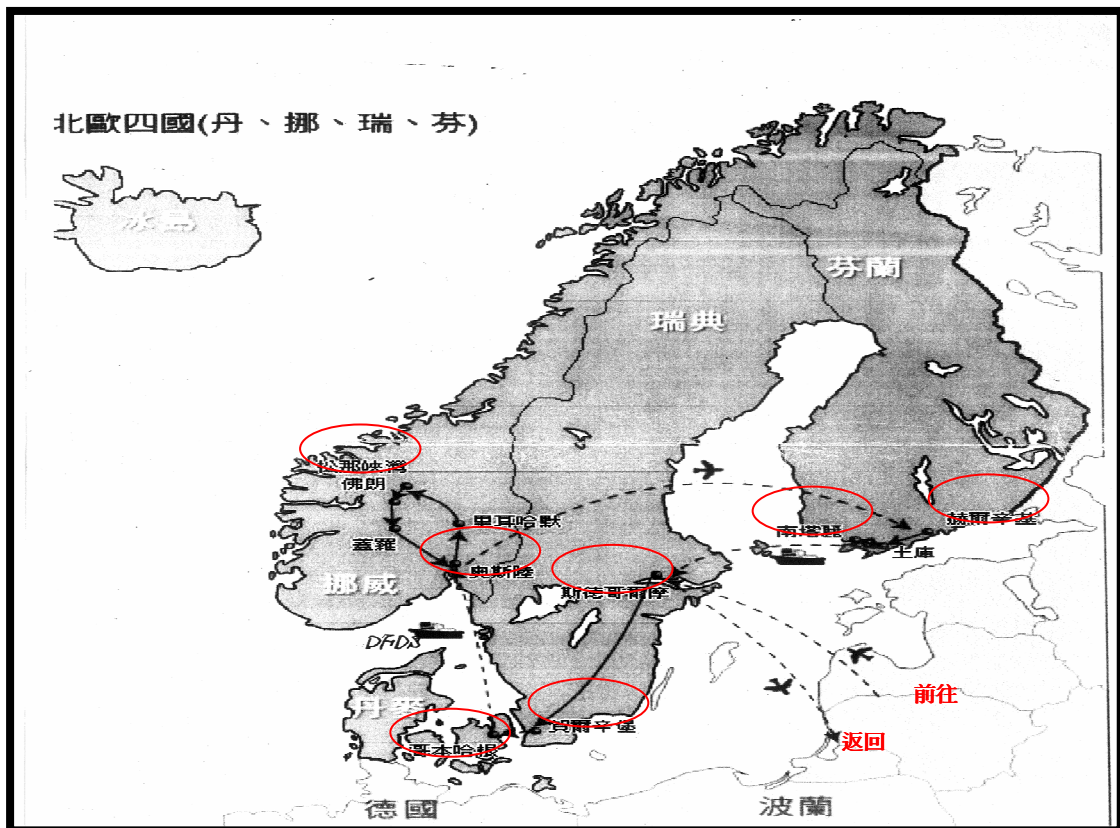 北歐四國(丹、挪、瑞、芬)
冰島
芬蘭
瑞典
松那峽灣
佛朗
里耳哈默
南塔麗
赫爾辛基
蓋羅
土庫
奧斯陸
挪威
斯德哥爾摩
DFDS
前往
丹麥
賀爾辛堡
返回
哥本哈根
德國
波蘭